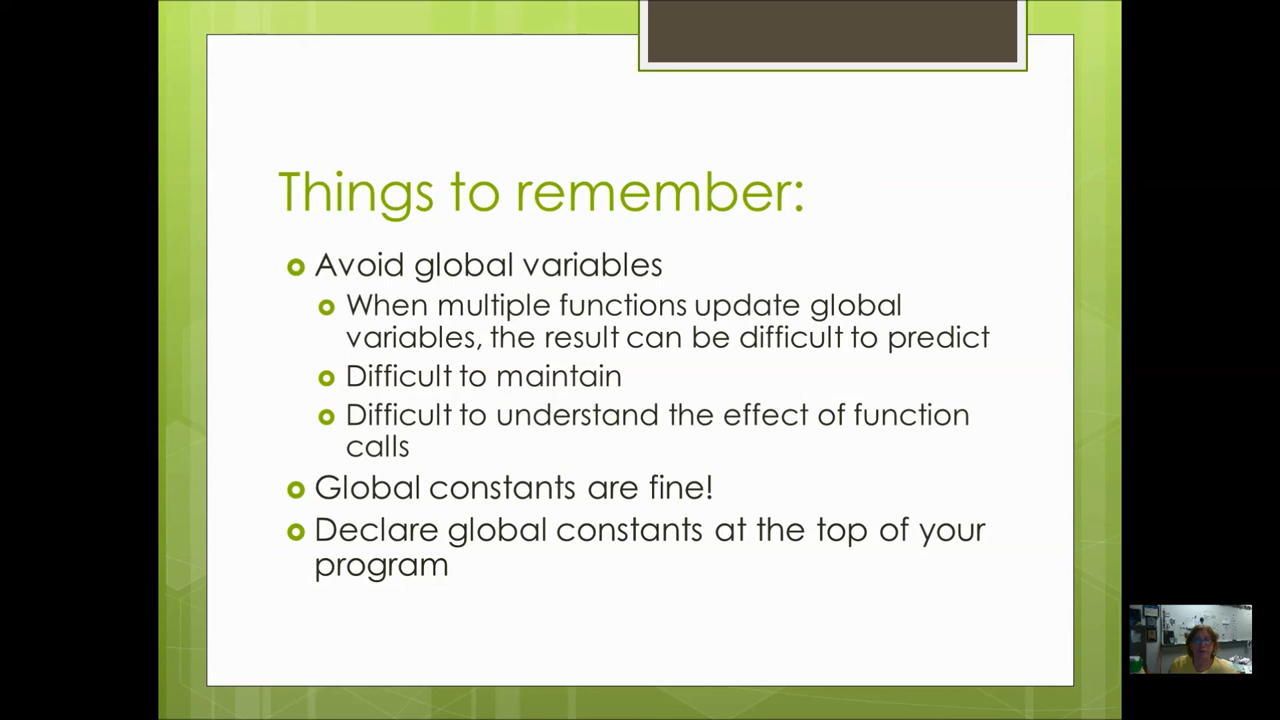 Things to remember:
Avoid global variables
When multiple functions update global
variables, the result can be difficult to predict
Difficult to maintain
Difficult to understand the effect of function
calls
Global constants are fine!
Declare global constants at the top of your
program